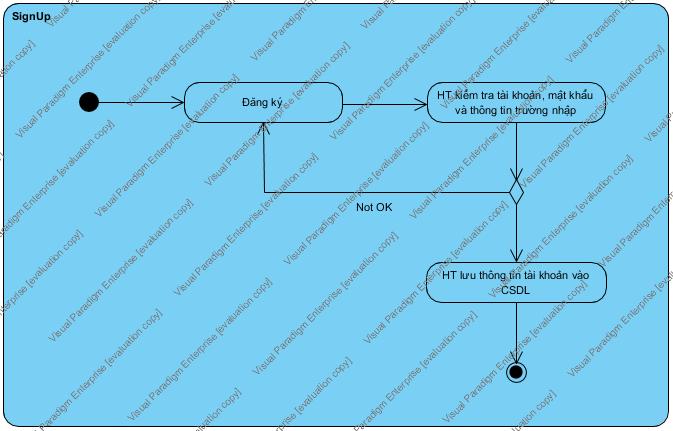 SignUp
Đăng ký
HT kiểm tra tài khoản, mật khẩu
và thông tin trường nhập
Not OK
HT lưu thông tin tài khoản vào
CSDL
Visual Paradigm Enterprise [evaluation copy]